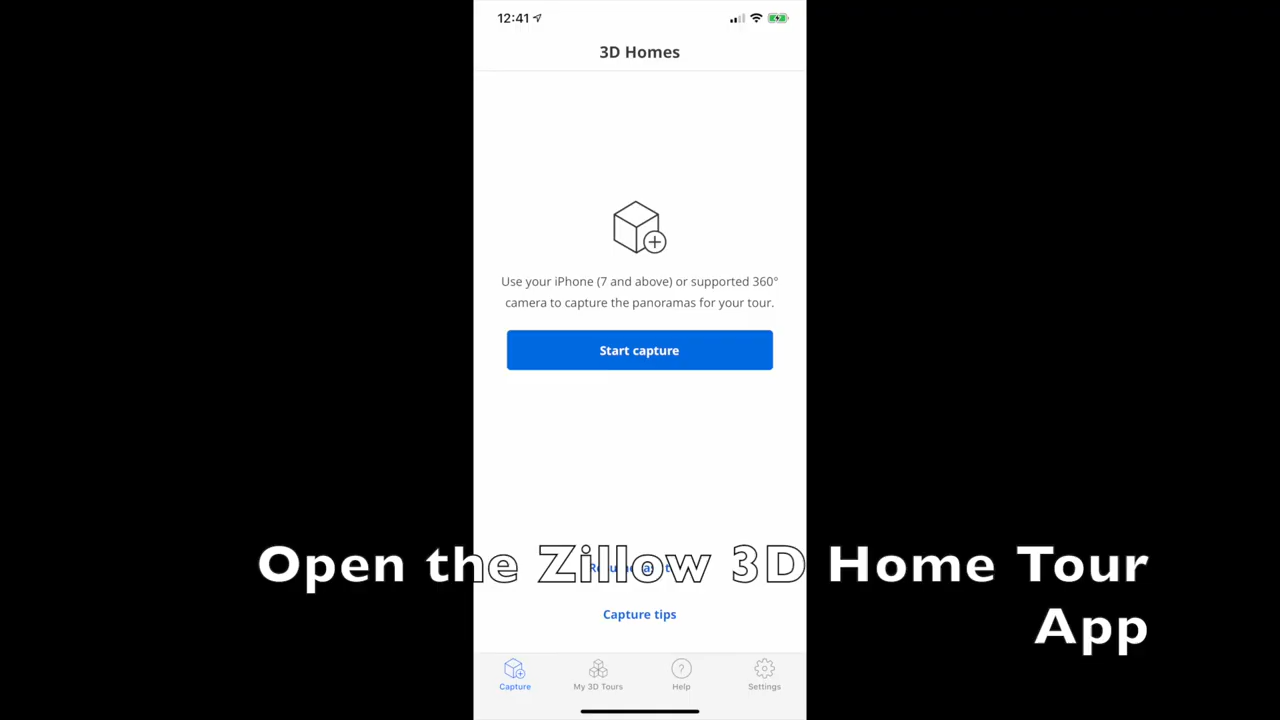 12:41
3D Homes
Use your iPhone (7 and above) or supported 360°
camera to capture the panoramas for your tour.
Start capture
Open the Zillow 3D Home Tour
App
Capture tips
Capture
My 3D Tours
Help
Settings